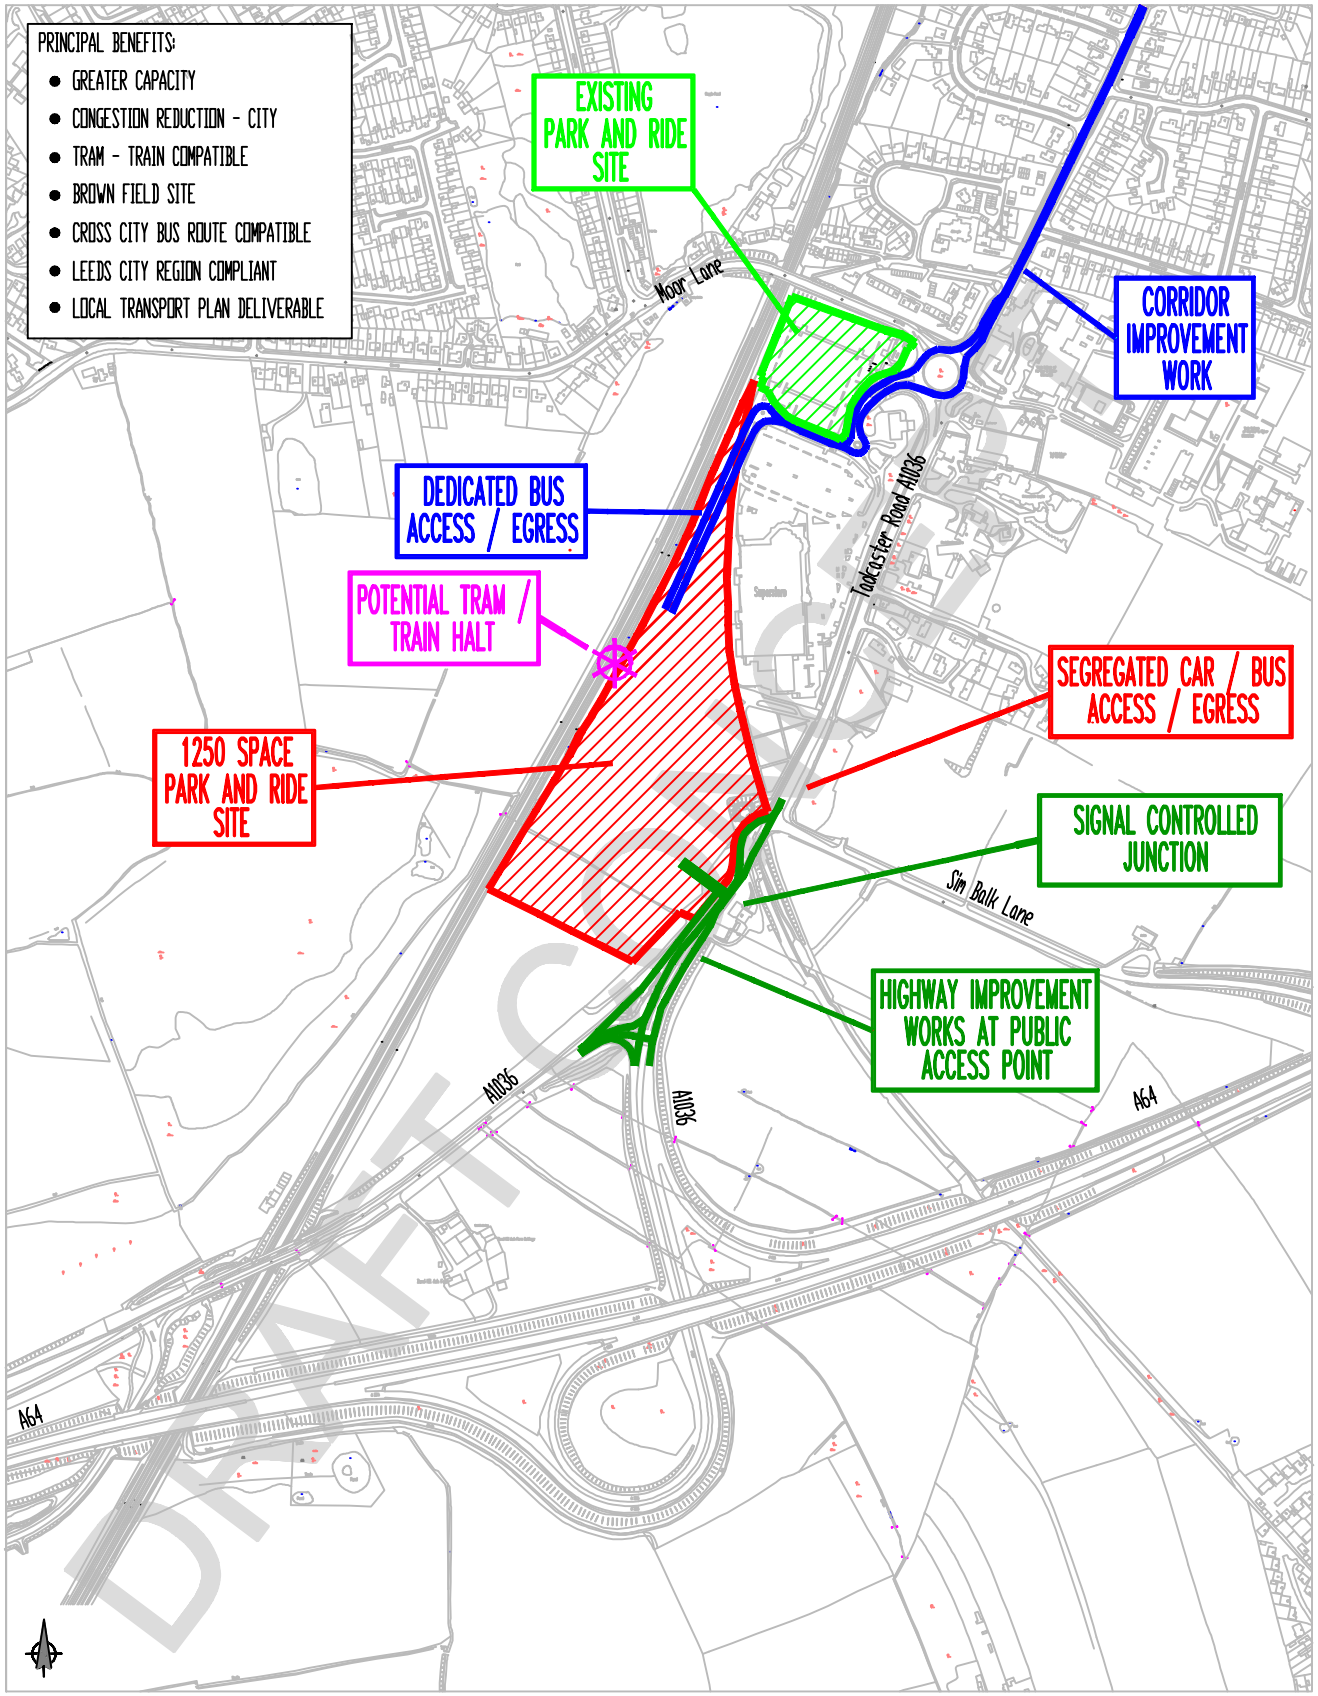 PRINCIPAL BENEFITS:
● GREATER CAPACITY
● CONGESTION REDUCTION - CITY
● TRAM - TRAIN COMPATIBLE
● BROWN FIELD SITE
● CROSS CITY BUS ROUTE COMPATIBLE
● LEEDS CITY REGION COMPLIANT
● LOCAL TRANSPORT PLAN DELIVERABLE
EXISTING
PARK AND RIDE
SITE
Moor Lane
CORRIDOR
IMPROVEMENT
WORK
DEDICATED BUS
ACCESS / EGRESS
Tadcaster Road A1036
Superstore
POTENTIAL TRAM /
TRAIN HALT
SEGREGATED CAR / BUS
ACCESS / EGRESS
1250 SPACE
PARK AND RIDE
SITE
SIGNAL CONTROLLED
JUNCTION
Sim Balk Lane
HIGHWAY IMPROVEMENT
WORKS AT PUBLIC
ACCESS POINT
A1036
A1036
A64
A64
DRAFT